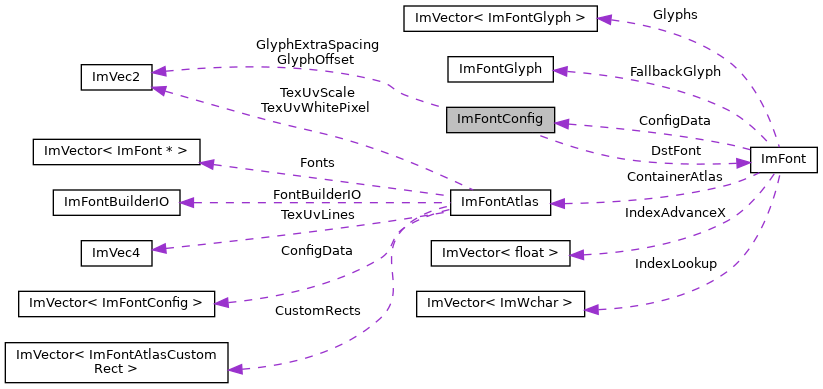 ImVector< ImFontGlyph >
Glyphs
GlyphExtraSpacing
GlyphOffset
ImVec2
ImFontGlyph
FallbackGlyph
TexUvScale
TexUvWhitePixel
ImFontConfig
ConfigData
ImVector< ImFont * >
Fonts
DstFont
ImFont
ContainerAtlas
ImFontBuilderIO
FontBuilderIO
ImFontAtlas
TexUvLines
IndexAdvanceX
ImVec4
ConfigData
ImVector< float >
IndexLookup
ImVector< ImFontConfig >
ImVector< ImWchar >
CustomRects
ImVector< ImFontAtlasCustom
Rect >